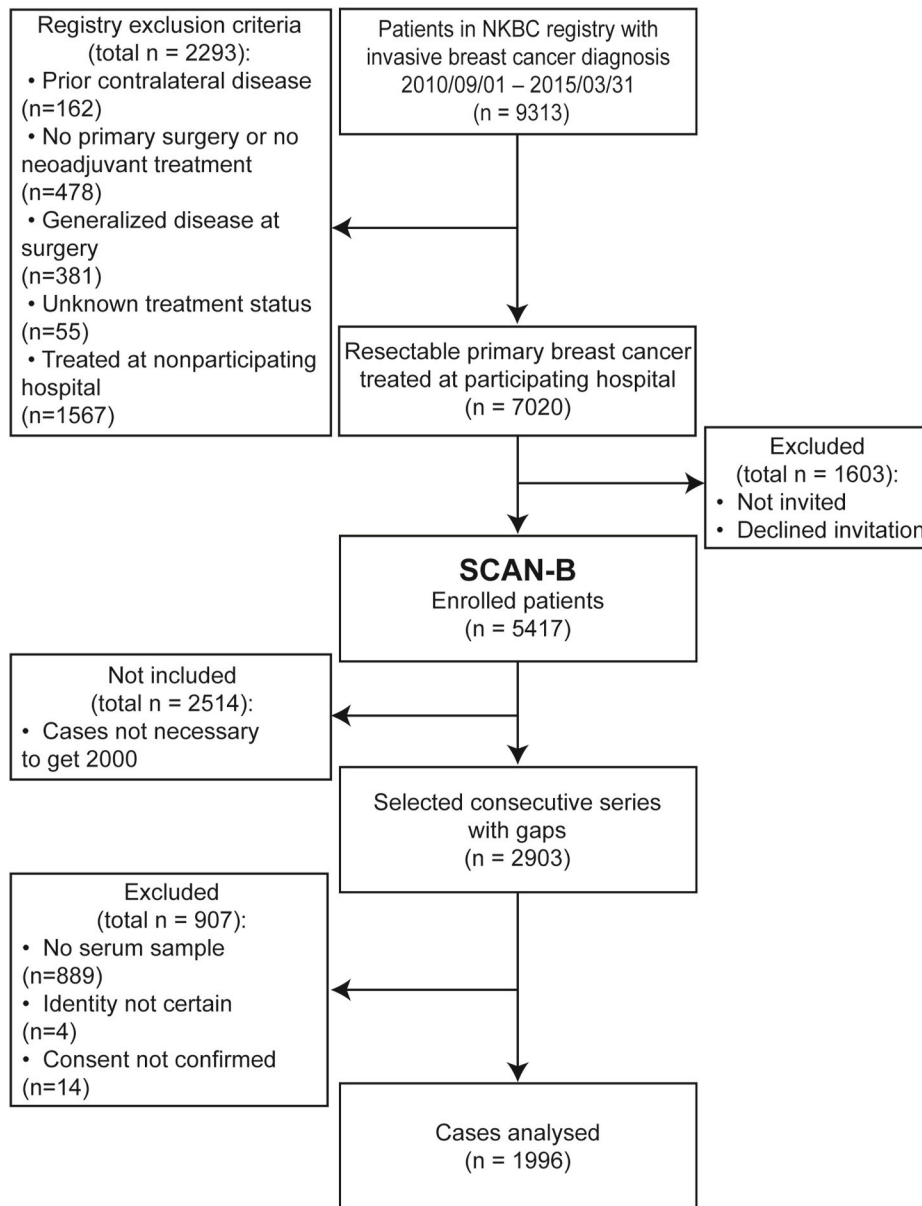 Registry exclusion criteria
(total n = 2293):
• Prior contralateral disease
(n=162)
• No primary surgery or no
neoadjuvant treatment
(n=478)
• Generalized disease at
surgery
(n=381)
• Unknown treatment status
(n=55)
• Treated at nonparticipating
hospital
(n=1567)
Patients in NKBC registry with
invasive breast cancer diagnosis
2010/09/01 – 2015/03/31
(n = 9313)
Resectable primary breast cancer
treated at participating hospital
(n = 7020)
Excluded
(total n = 1603):
• Not invited
• Declined invitation
SCAN-B
Enrolled patients
(n = 5417)
Not included
(total n = 2514):
• Cases not necessary
to get 2000
Selected consecutive series
with gaps
(n = 2903)
Excluded
(total n = 907):
• No serum sample
(n=889)
• Identity not certain
(n=4)
• Consent not confirmed
(n=14)
Cases analysed
(n = 1996)